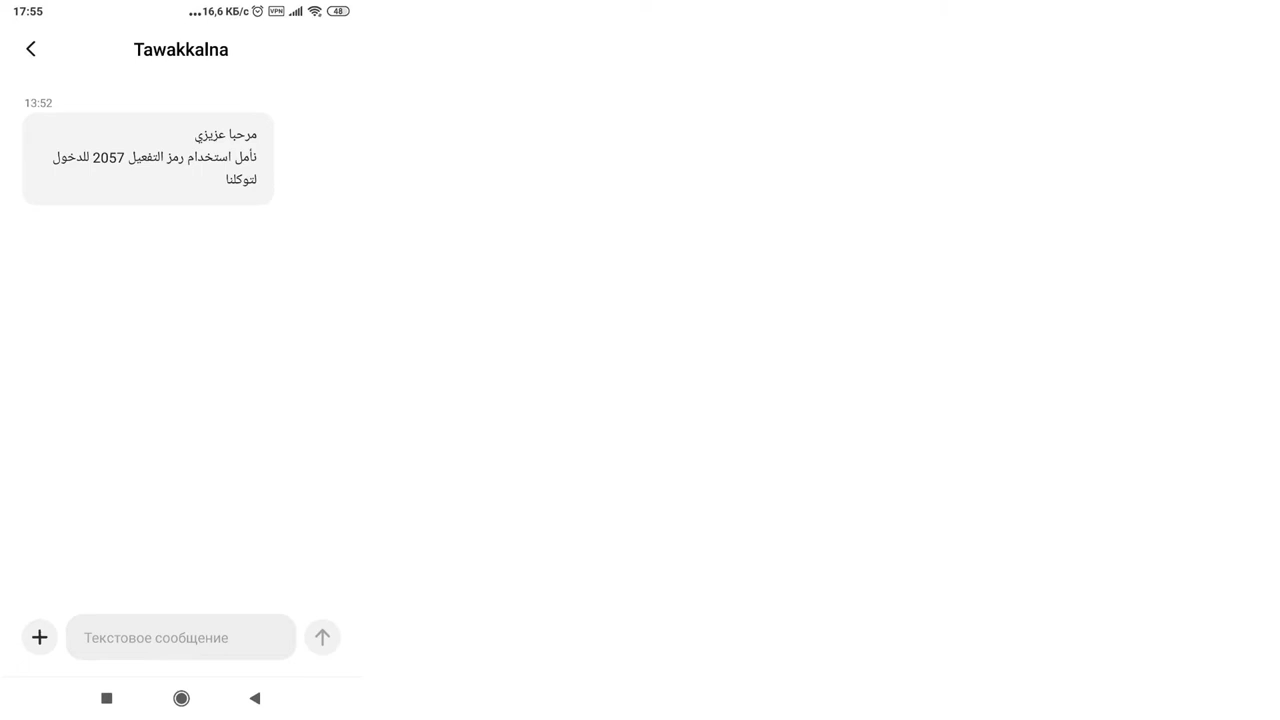 17:55
...16,6 КБ/с VPN 48
Tawakkalna
13:52
مرحبا عزيزي
نأمل استخدام رمز التفعيل 2057 للدخول
لتوكلنا
Текстовое сообщение